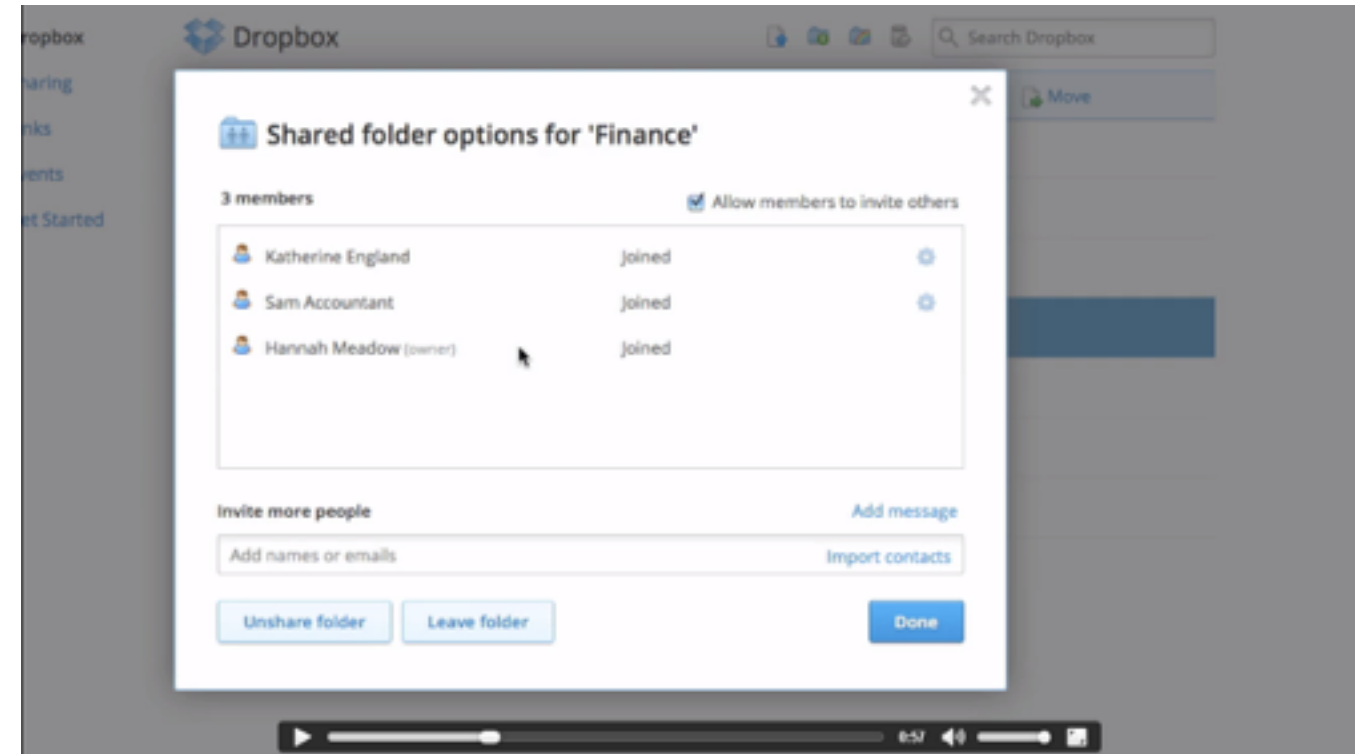 ropbox
Dropbox
Search Dropbox
haring
Move
nks
Shared folder options for 'Finance'
vents
3 members
Allow members to invite others
et Started
Katherine England Joined
Sam Accountant Joined
Hannah Meadow (owner) Joined
Invite more people
Add message
Add names or emails
Import contacts
Unshare folder
Leave folder
Done
0:57